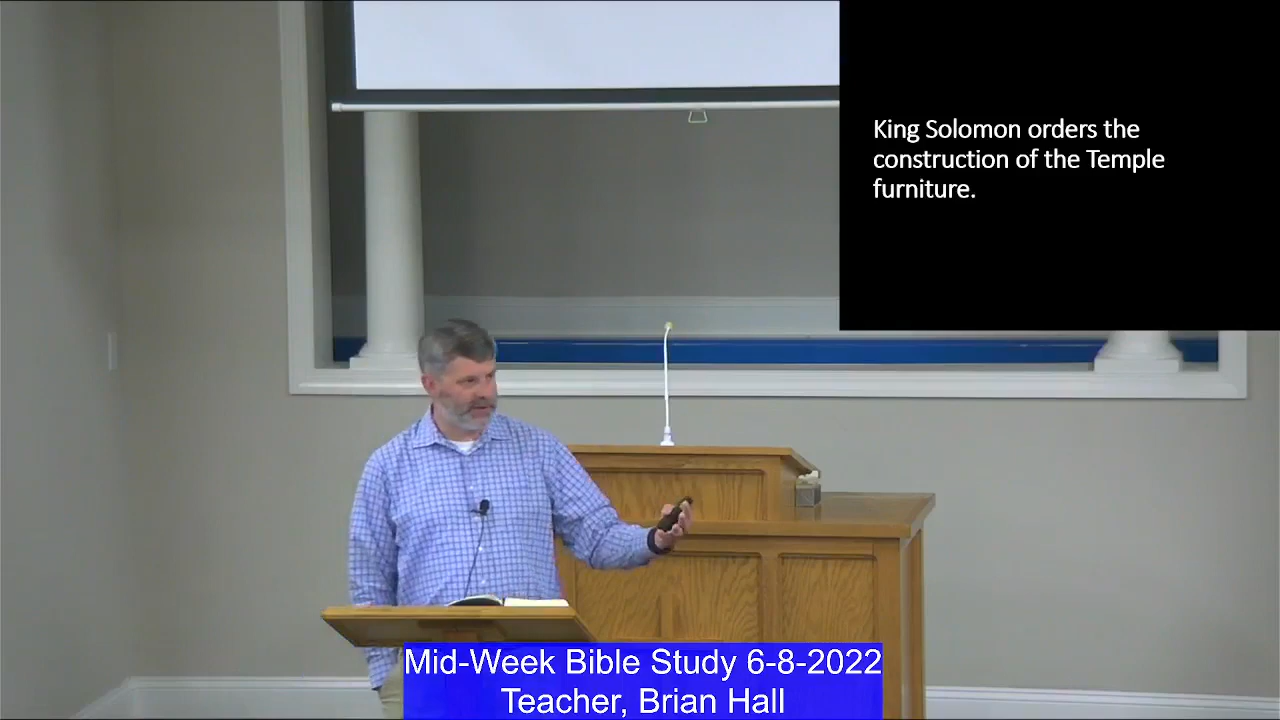 King Solomon orders the
construction of the Temple
furniture.
Mid-Week Bible Study 6-8-2022
Teacher, Brian Hall